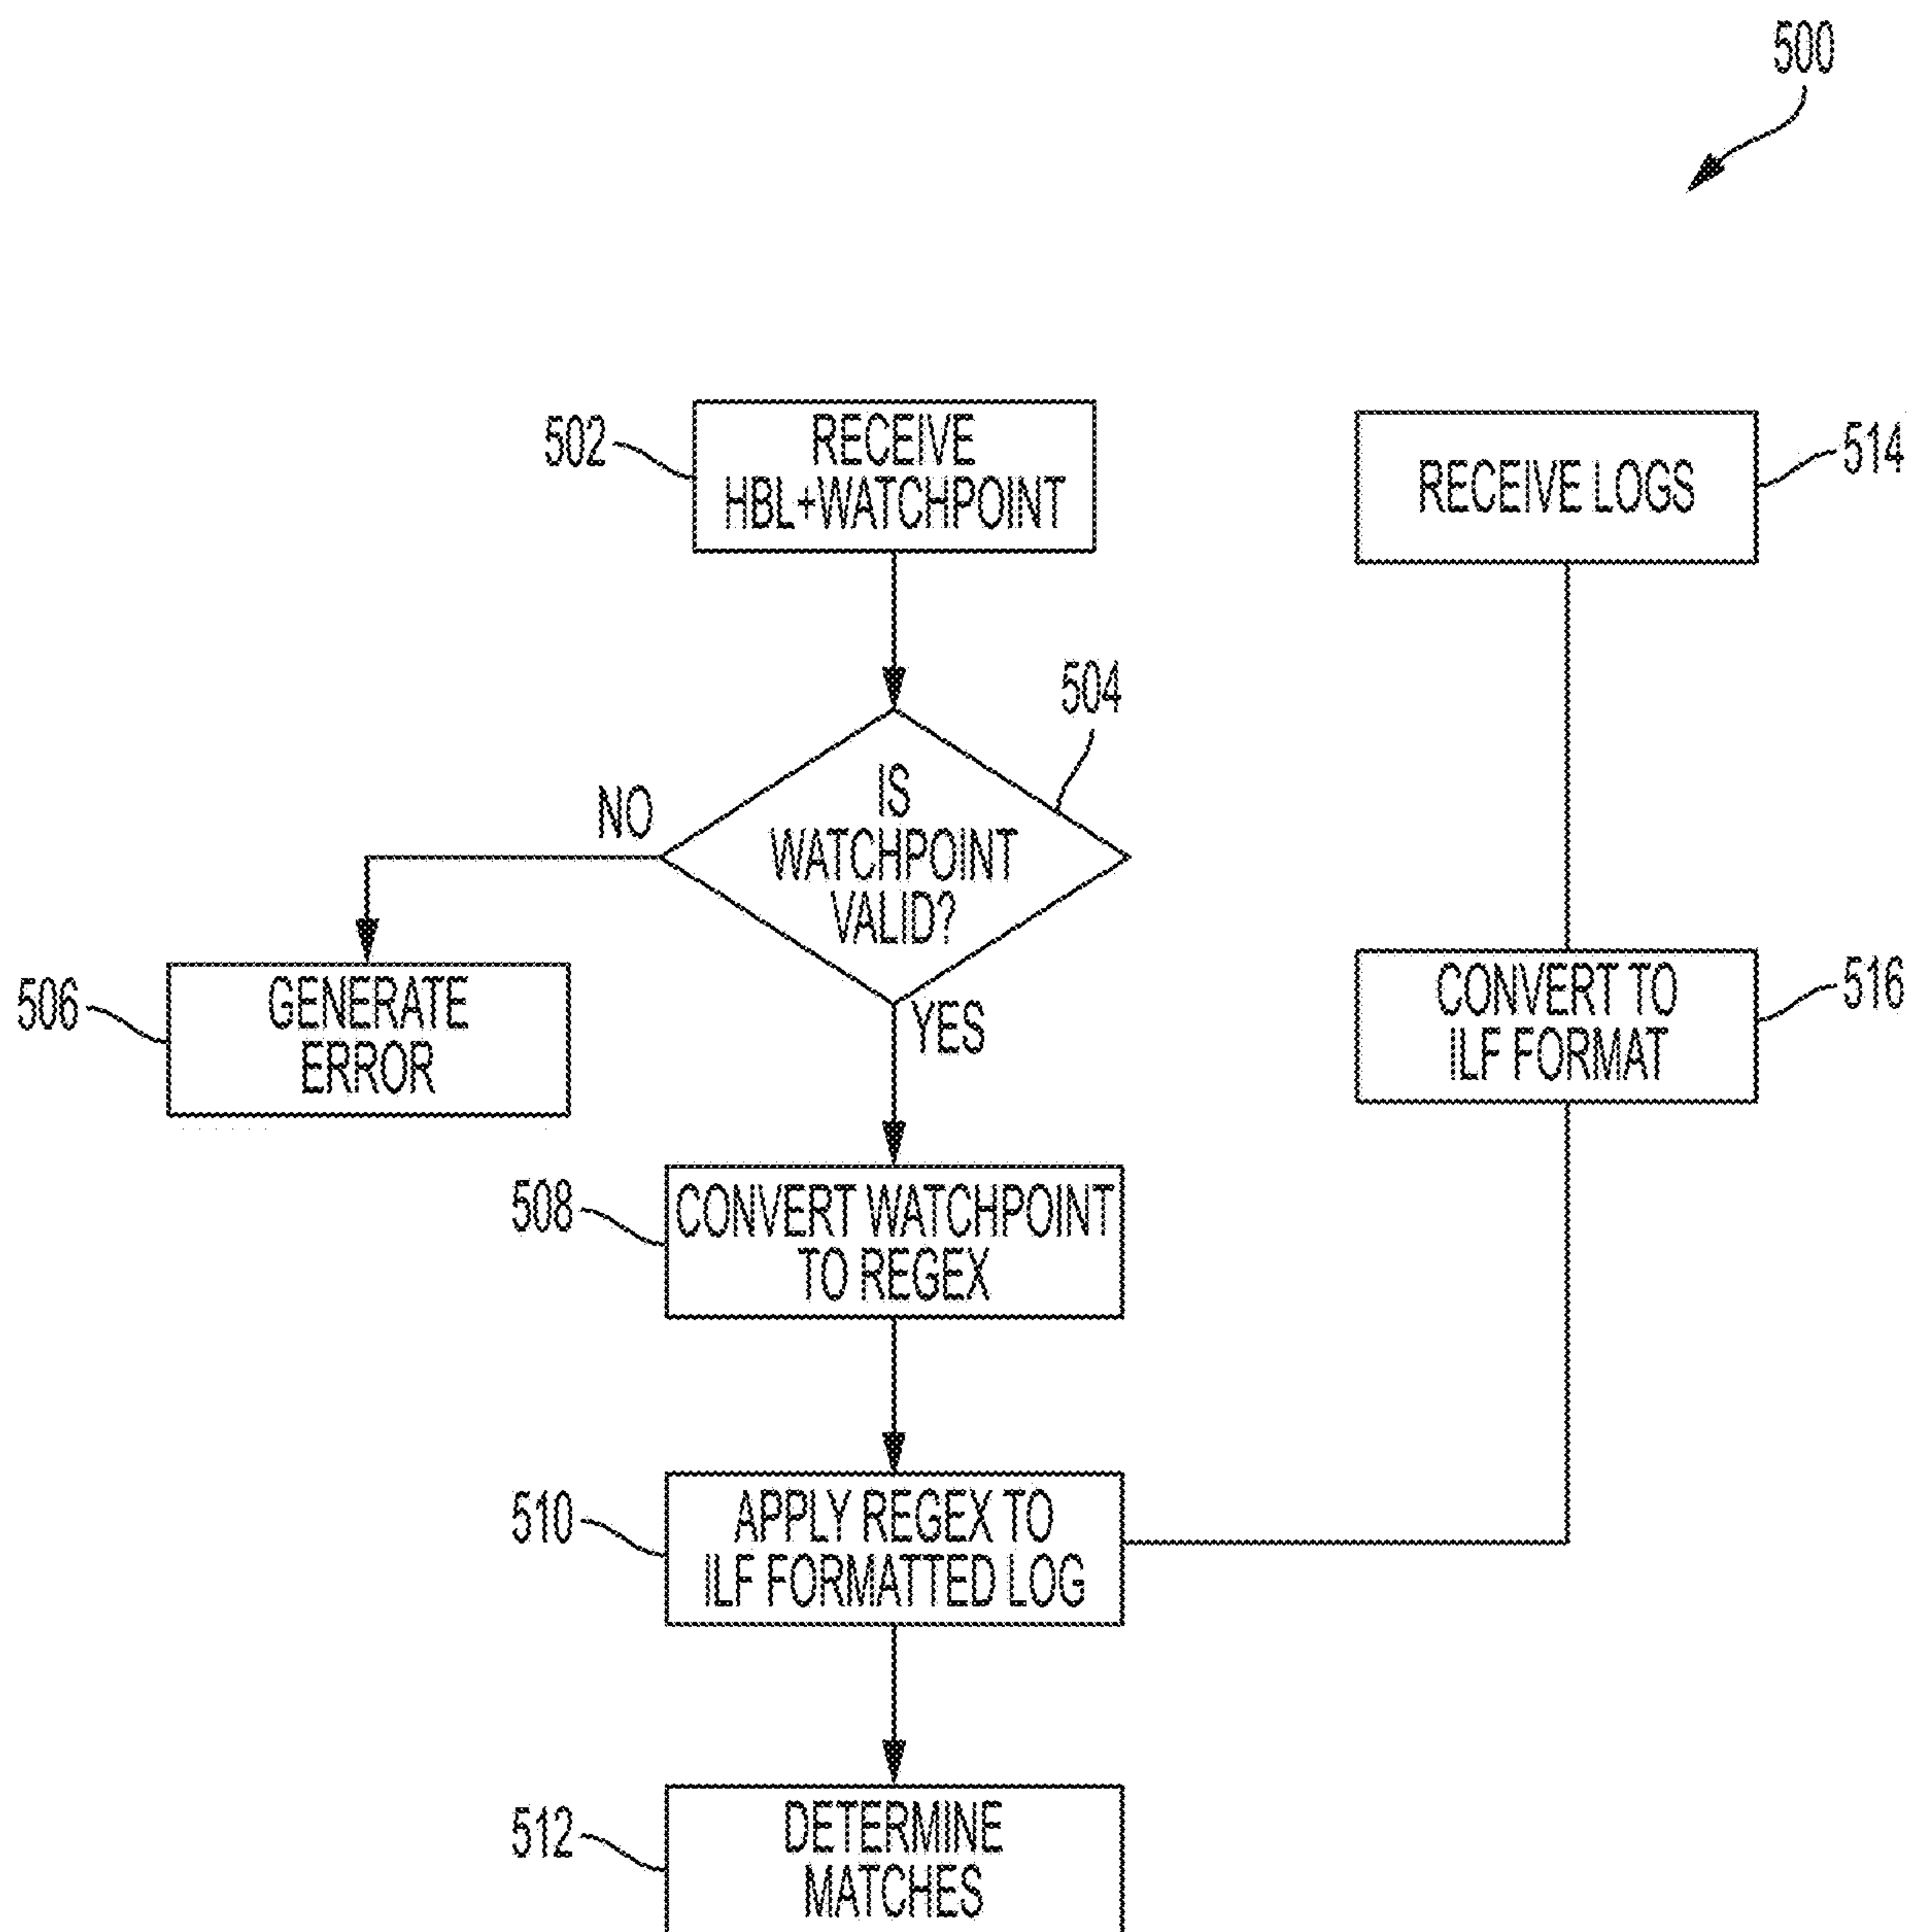 500
502
RECEIVE
HBL+WATCHPOINT
RECEIVE LOGS
514
504
IS
WATCHPOINT
VALID?
NO
YES
506
GENERATE
ERROR
CONVERT TO
ILF FORMAT
516
508
CONVERT WATCHPOINT
TO REGEX
510
APPLY REGEX TO
ILF FORMATTED LOG
512
DETERMINE
MATCHES